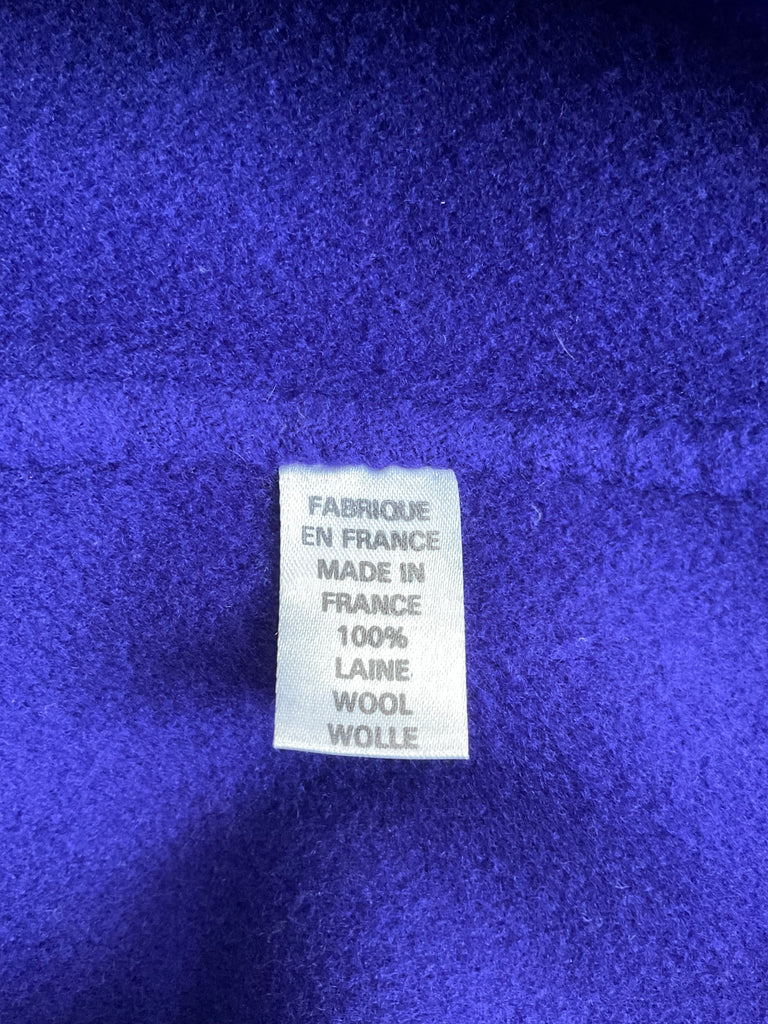 FABRIQUE
EN FRANCE
MADE IN
FRANCE
100%
LAINE
WOOL
WOLLE